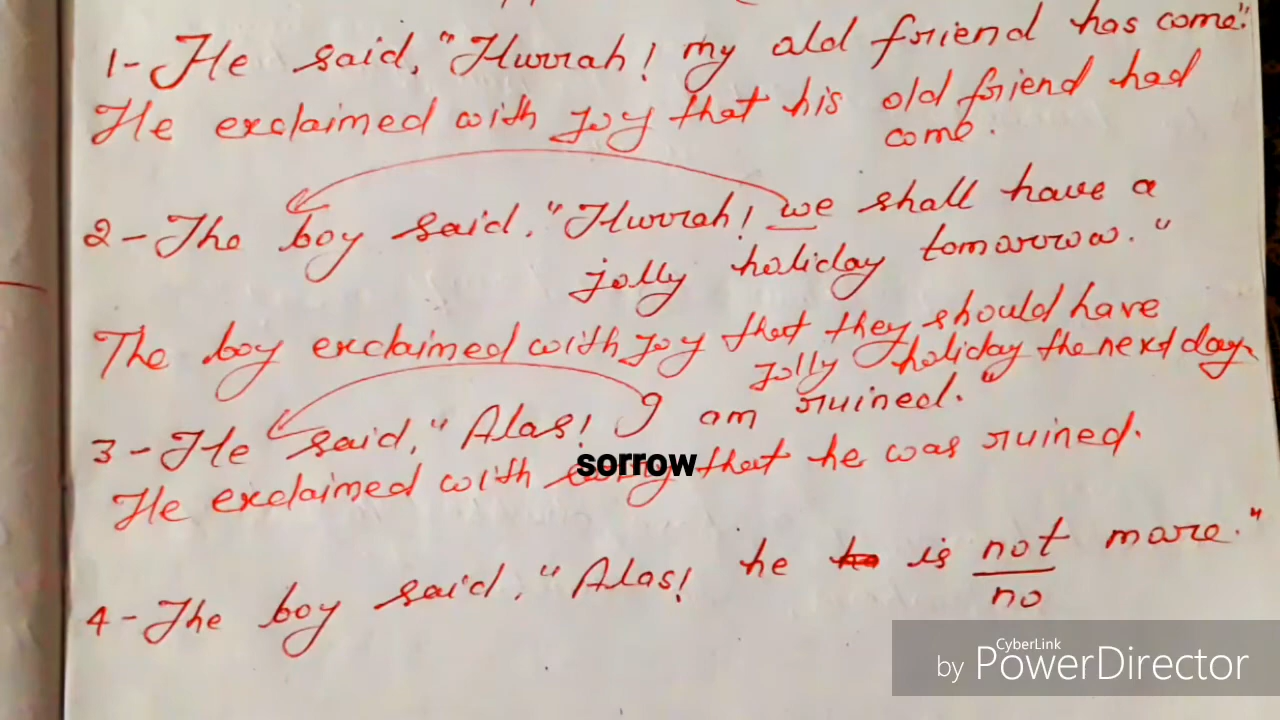 1- He said, "Hurrah! my old friend has come."
He exclaimed with joy that his old friend had
come.
2- The boy said, "Hurrah! we shall have a
jolly holiday tomorrow."
The boy exclaimed with joy that they should have
jolly holiday the next day.
3- He said, "Alas! I am ruined."
He exclaimed with sorrow that he was ruined.
4- The boy said, "Alas! he is not more."
no
CyberLink
by PowerDirector